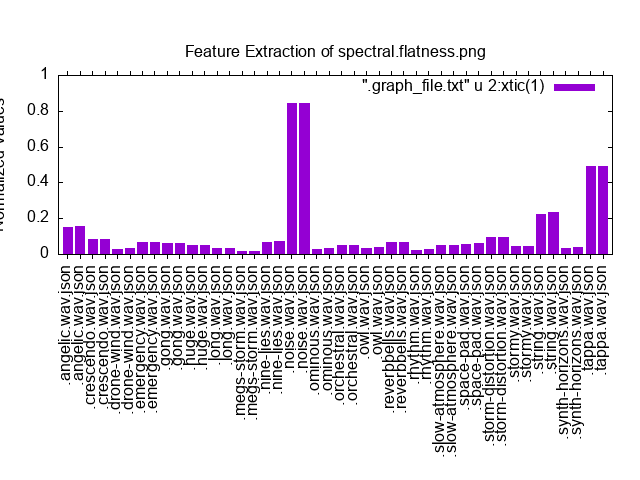 Feature Extraction of spectral.flatness.png
Normalized Values
".graph_file.txt" u 2:xtic(1)
1
0.8
0.6
0.4
0.2
0
.angelic.wav.json
.angelic.wav.json
.crescendo.wav.json
.crescendo.wav.json
.drone-wind.wav.json
.drone-wind.wav.json
.emergency.wav.json
.emergency.wav.json
.gong.wav.json
.gong.wav.json
.huge.wav.json
.huge.wav.json
.long.wav.json
.long.wav.json
.megs-storm.wav.json
.megs-storm.wav.json
.nine-lies.wav.json
.nine-lies.wav.json
.noise.wav.json
.noise.wav.json
.ominous.wav.json
.ominous.wav.json
.orchestral.wav.json
.orchestral.wav.json
.owl.wav.json
.owl.wav.json
.reverbbells.wav.json
.reverbbells.wav.json
.rhythm.wav.json
.rhythm.wav.json
.slow-atmosphere.wav.json
.slow-atmosphere.wav.json
.space-pad.wav.json
.space-pad.wav.json
.storm-distortion.wav.json
.storm-distortion.wav.json
.stormy.wav.json
.stormy.wav.json
.string.wav.json
.string.wav.json
.synth-horizons.wav.json
.synth-horizons.wav.json
.tappa.wav.json
.tappa.wav.json